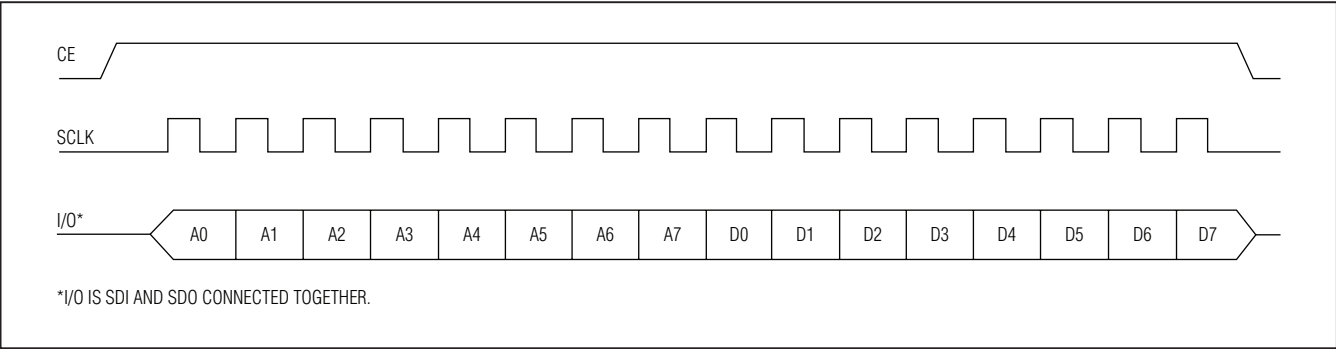 CE
SCLK
I/O*
A0 A1 A2 A3 A4 A5 A6 A7 D0 D1 D2 D3 D4 D5 D6 D7
*I/O IS SDI AND SDO CONNECTED TOGETHER.